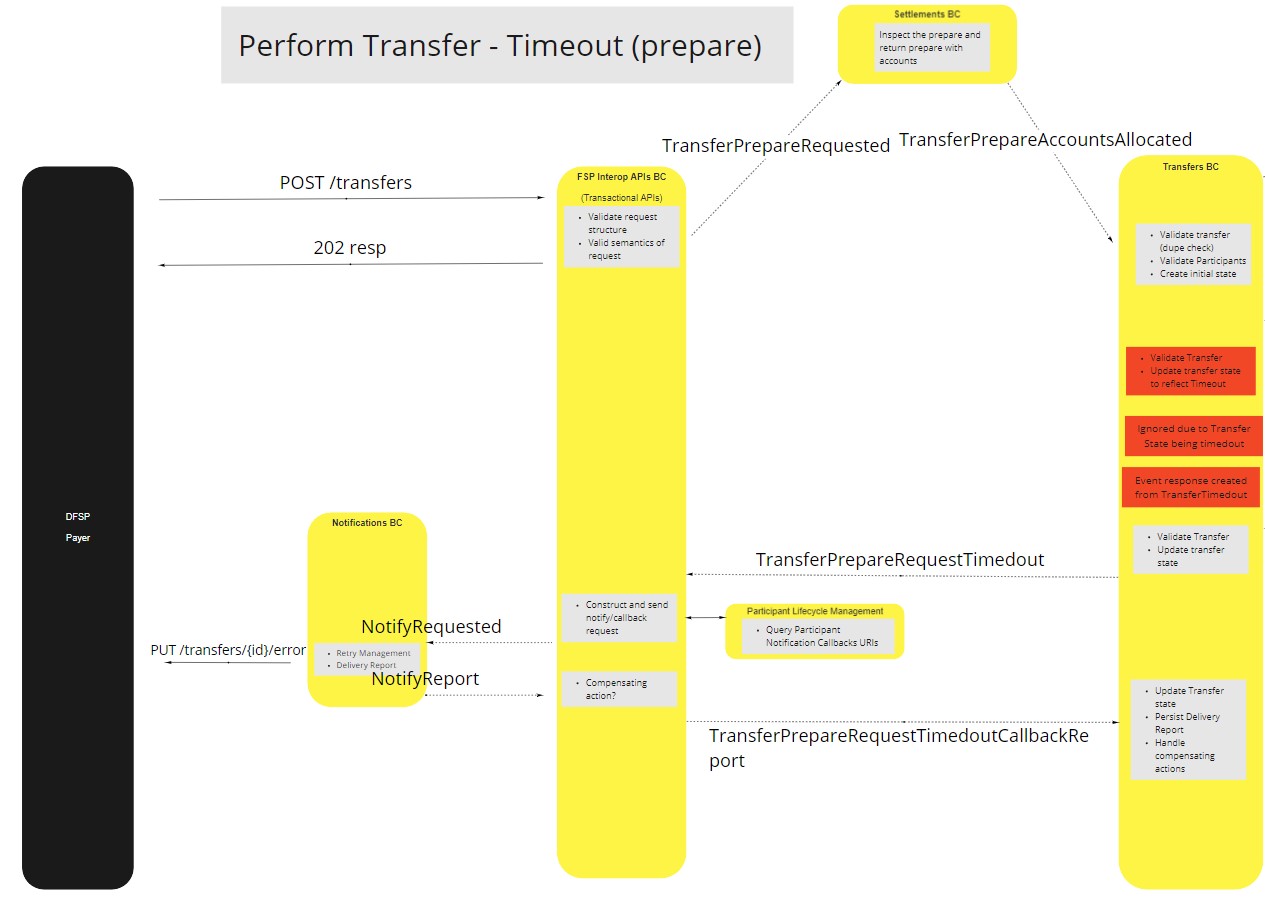 Perform Transfer - Timeout (prepare)
Settlements BC
Inspect the prepare and
return prepare with
accounts
TransferPrepareRequested
TransferPrepareAccountsAllocated
POST /transfers
202 resp
FSP Interop APIs BC
(Transactional APIs)
• Validate request
structure
• Valid semantics of
request
Transfers BC
• Validate transfer
(dupe check)
• Validate Participants
• Create initial state
• Validate Transfer
• Update transfer state
to reflect Timeout
Ignored due to Transfer
State being timedout
Event response created
from TransferTimedout
• Validate Transfer
• Update transfer
state
DFSP
Payer
Notifications BC
TransferPrepareRequestTimedout
• Construct and send
notify/callback
request
Participant Lifecycle Management
• Query Participant
Notification Callbacks URIs
NotifyRequested
PUT /transfers/{id}/error
• Retry Management
• Delivery Report
NotifyReport
• Compensating
action?
TransferPrepareRequestTimedoutCallbackRe
port
• Update Transfer
state
• Persist Delivery
Report
• Handle
compensating
actions